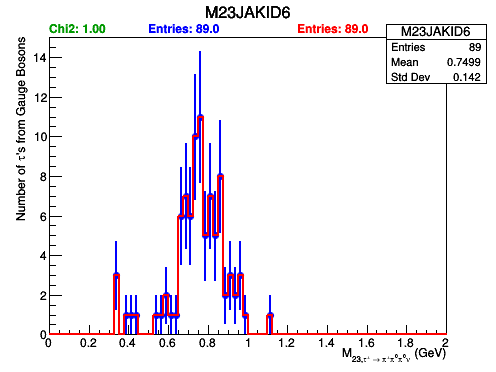 M23JAKID6
Chi2: 1.00 Entries: 89.0 Entries: 89.0
M23JAKID6
Entries 89
Mean 0.7499
Std Dev 0.142
Number of τ's from Gauge Bosons
14
12
10
8
6
4
2
0
0 0.2 0.4 0.6 0.8 1 1.2 1.4 1.6 1.8 2
M23,τ⁺ → π⁺π⁰π⁰ν (GeV)